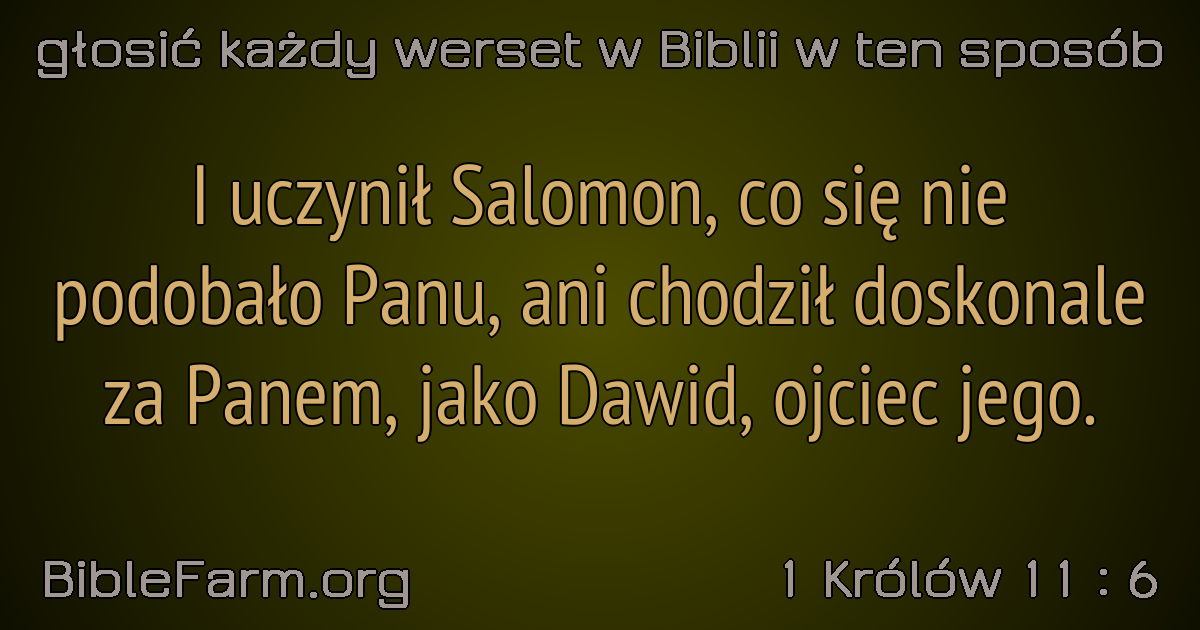 głosić każdy werset w Biblii w ten sposób
I uczynił Salomon, co się nie
podobało Panu, ani chodził doskonale
za Panem, jako Dawid, ojciec jego.
BibleFarm.org
1 Królów 11 : 6